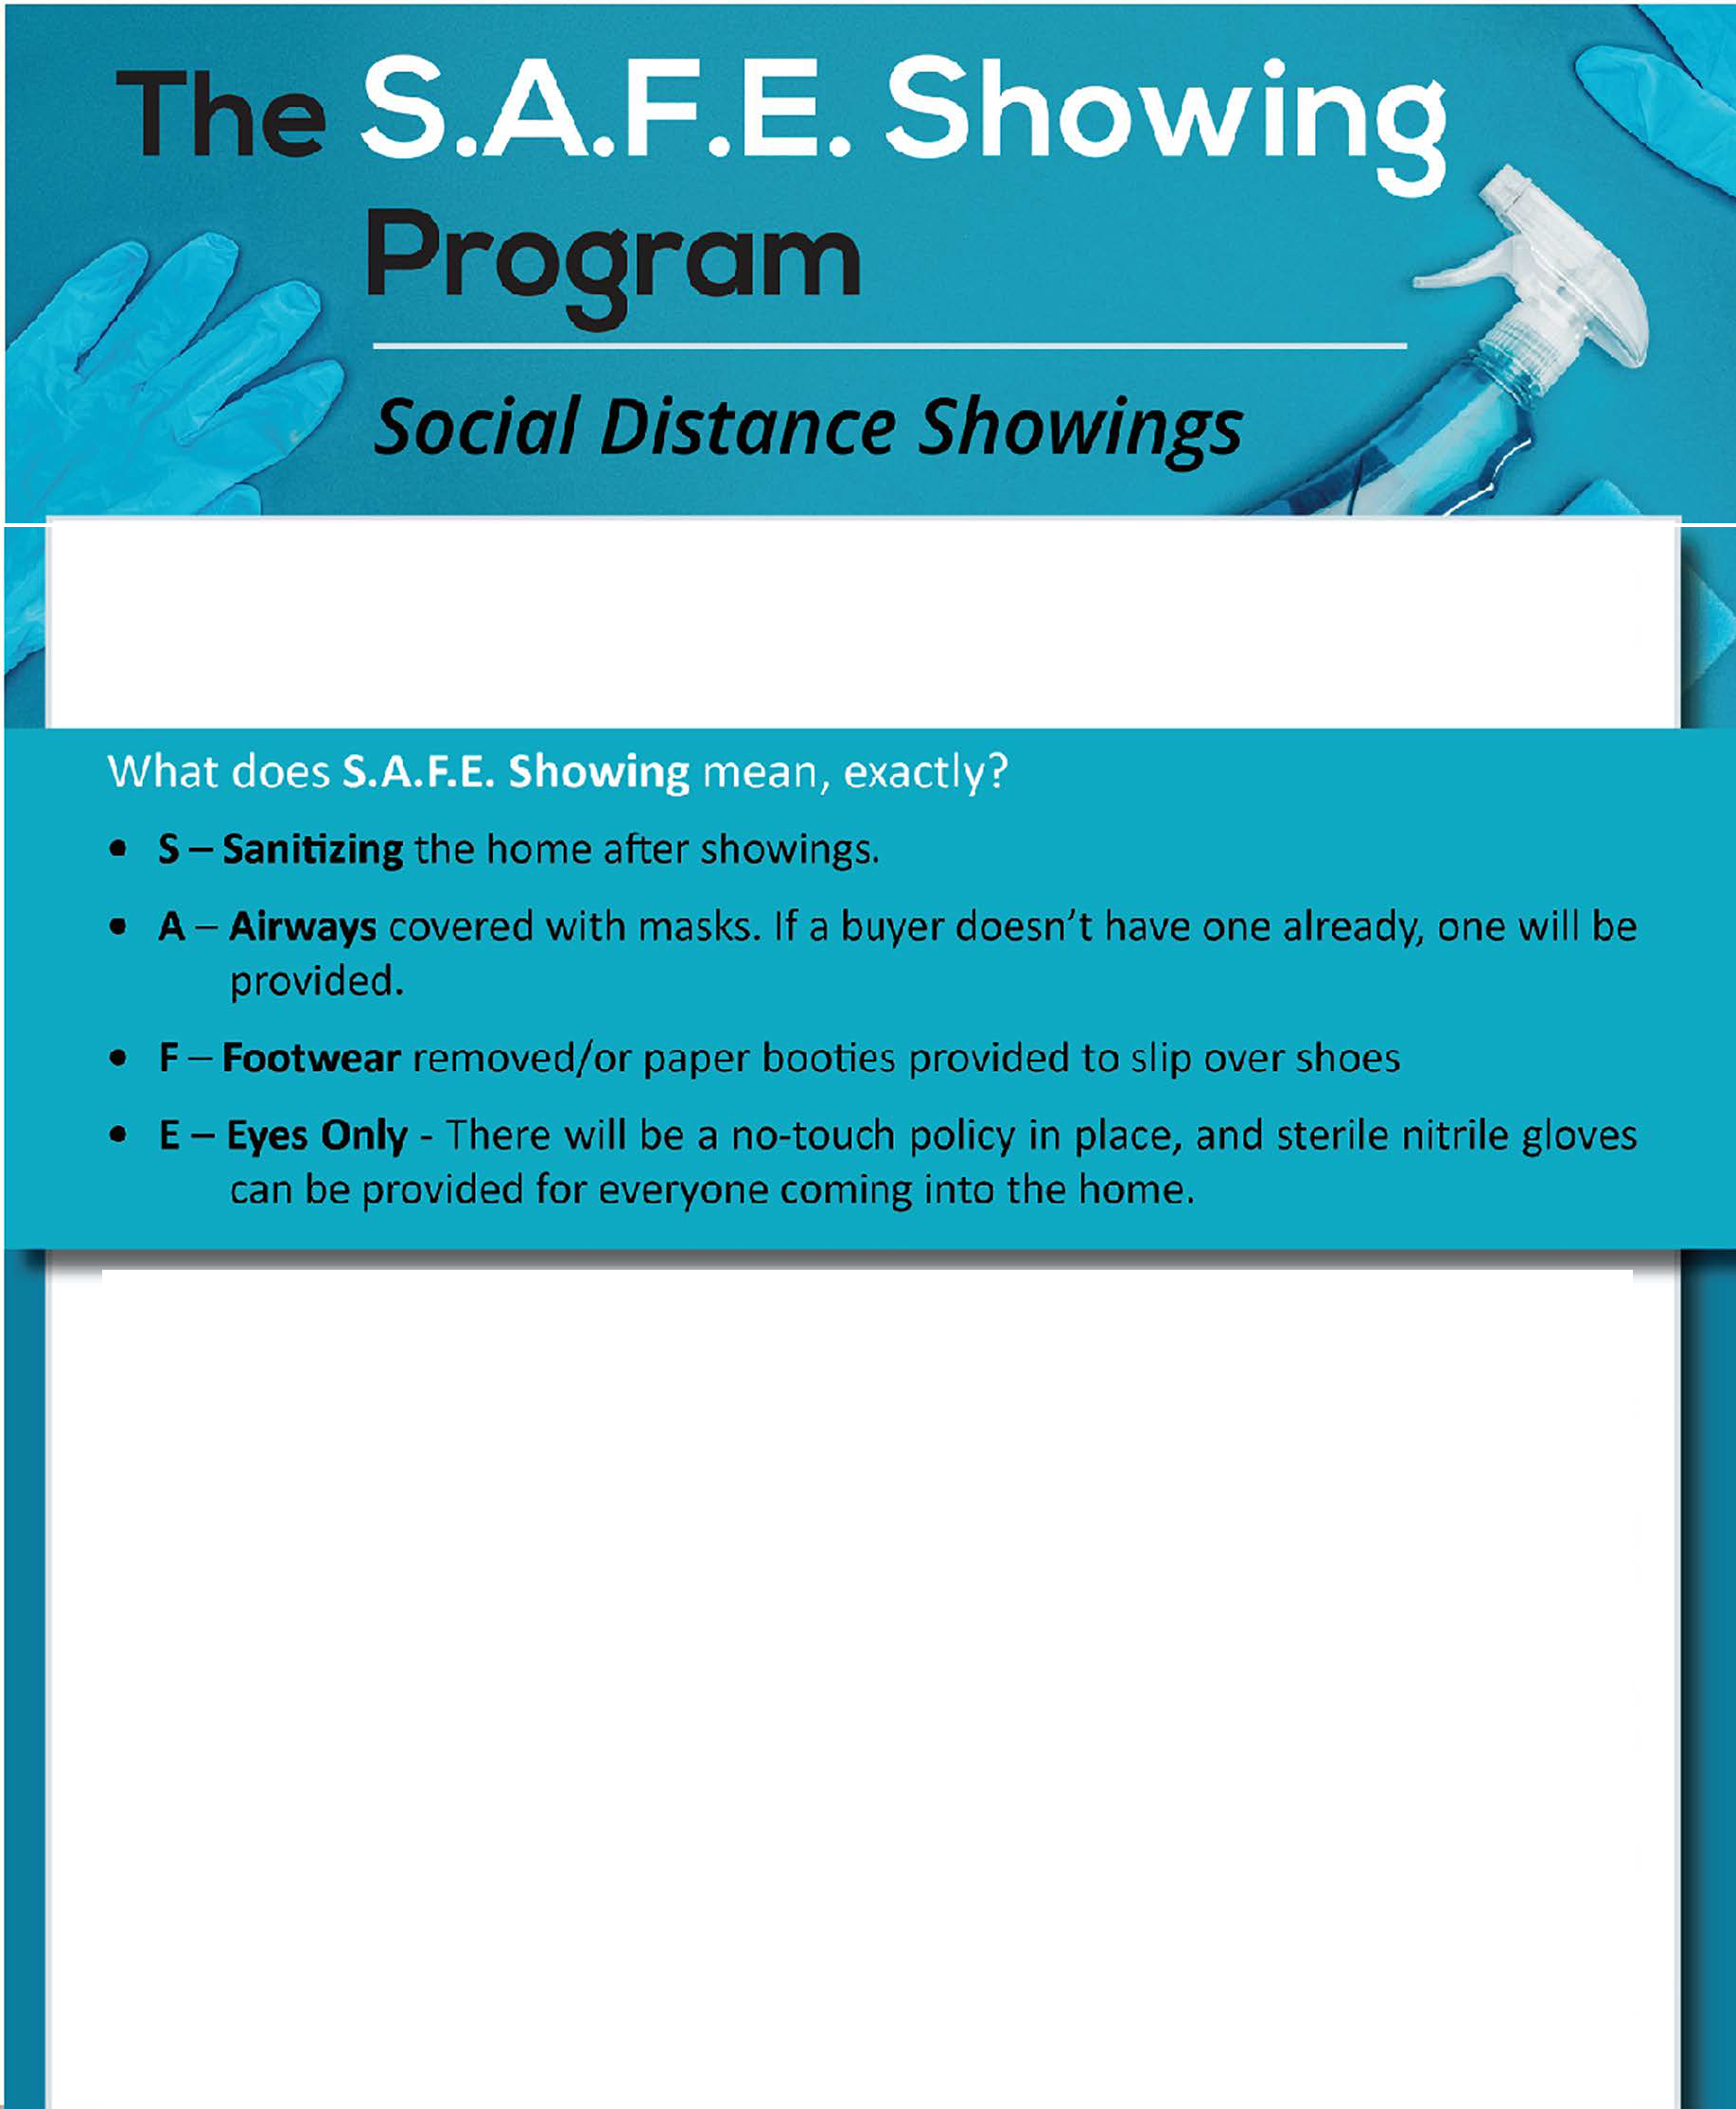 The S.A.F.E. Showing
Program
Social Distance Showings
What does S.A.F.E. Showing mean, exactly?
• S – Sanitizing the home after showings.
• A – Airways covered with masks. If a buyer doesn’t have one already, one will be
provided.
• F – Footwear removed/or paper booties provided to slip over shoes
• E – Eyes Only - There will be a no-touch policy in place, and sterile nitrile gloves
can be provided for everyone coming into the home.